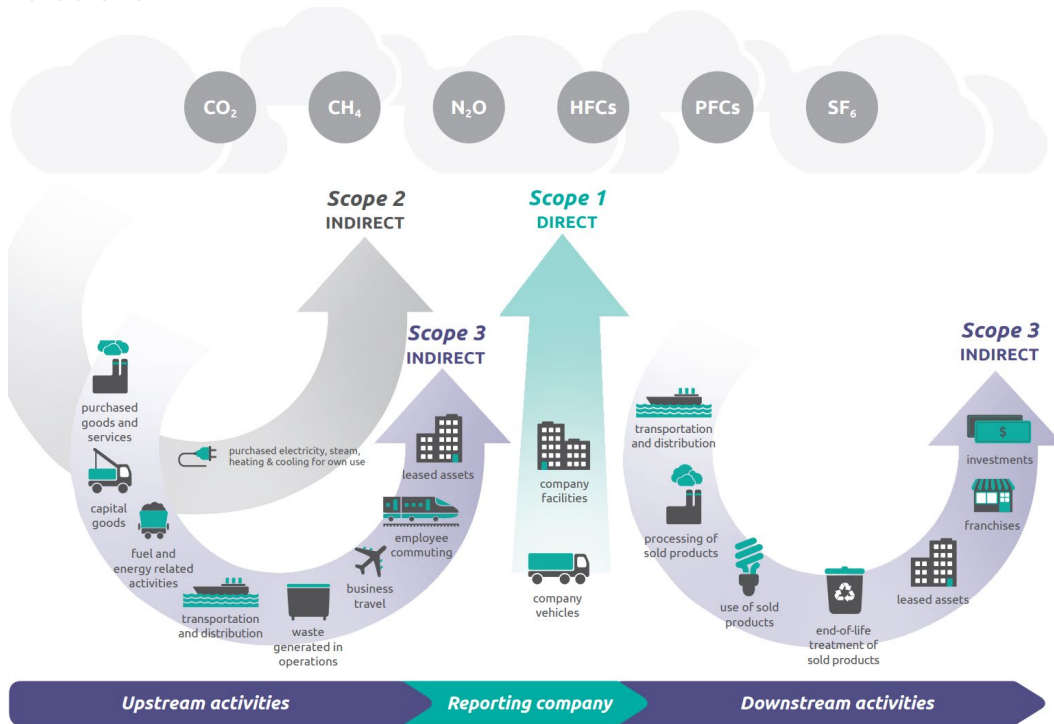 CO₂
CH₄
N₂O
HFCs
PFCs
SF₆
Scope 2
INDIRECT
Scope 1
DIRECT
Scope 3
INDIRECT
Scope 3
INDIRECT
purchased
goods and
services
capital
goods
fuel and
energy related
activities
purchased electricity, steam,
heating & cooling for own use
transportation
and distribution
waste
generated in
operations
business
travel
employee
commuting
leased assets
company
facilities
company
vehicles
transportation
and distribution
processing of
sold products
use of sold
products
end-of-life
treatment of
sold products
leased assets
franchises
$
investments
Upstream activities
Reporting company
Downstream activities